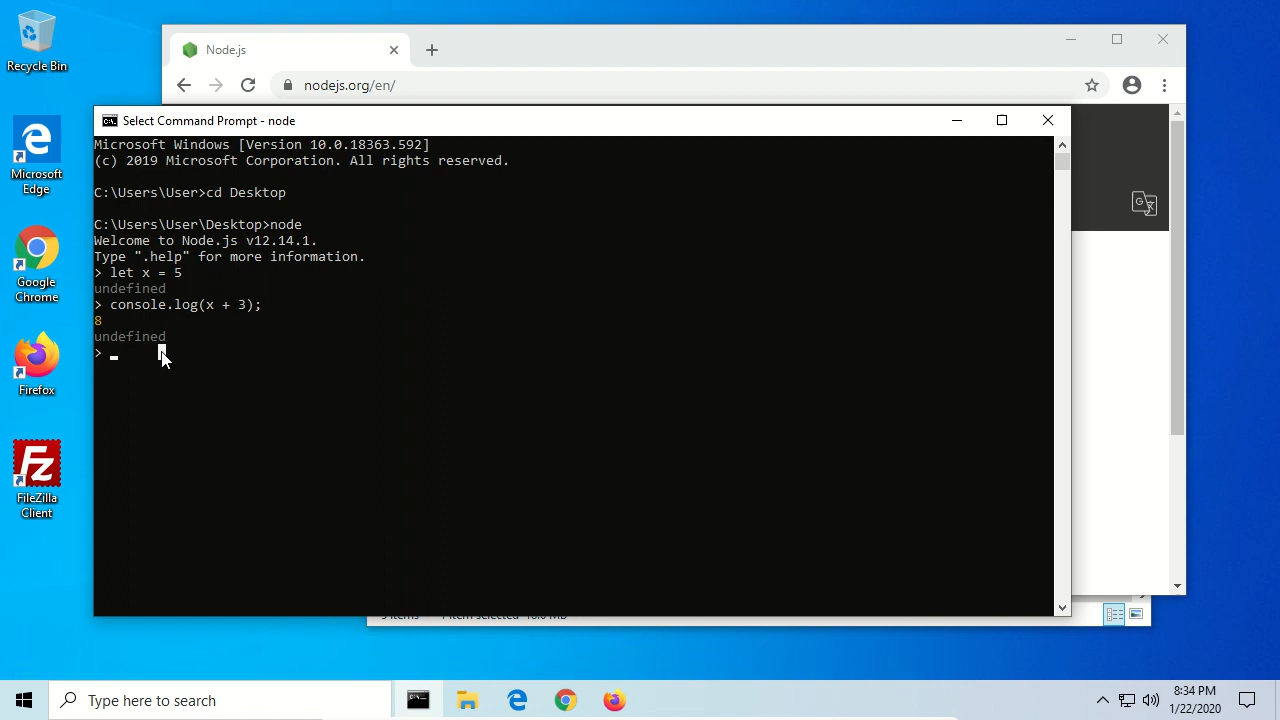 Recycle Bin
Microsoft
Edge
Google
Chrome
Firefox
FileZilla
Client
Node.js
nodejs.org/en/
Select Command Prompt - node
Microsoft Windows [Version 10.0.18363.592]
(c) 2019 Microsoft Corporation. All rights reserved.
C:\Users\User>cd Desktop
C:\Users\User\Desktop>node
Welcome to Node.js v12.14.1.
Type ".help" for more information.
> let x = 5
undefined
> console.log(x + 3);
8
undefined
>
Type here to search
8:34 PM
1/22/2020